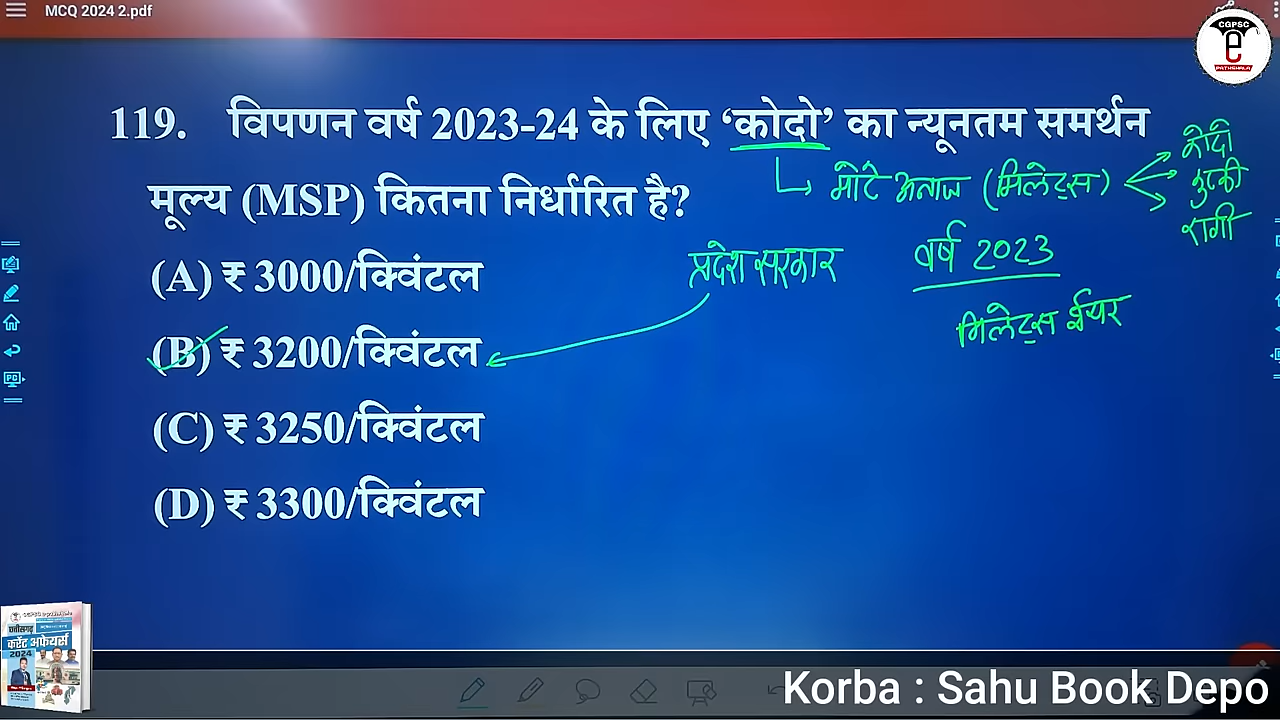 MCQ 2024 2.pdf
CGPSC
e
PATHSHALA
119. विपणन वर्ष 2023-24 के लिए ‘कोदो’ का न्यूनतम समर्थन
मूल्य (MSP) कितना निर्धारित है?
मोटे अनाज (मिलेट्स)
कोदो
कुटकी
रागी
(A) ₹ 3000/क्विंटल
प्रदेश सरकार
वर्ष 2023
मिलेट्स ईयर
(B) ₹ 3200/क्विंटल
(C) ₹ 3250/क्विंटल
(D) ₹ 3300/क्विंटल
करेंट अफेयर्स
2024
Korba : Sahu Book Depo